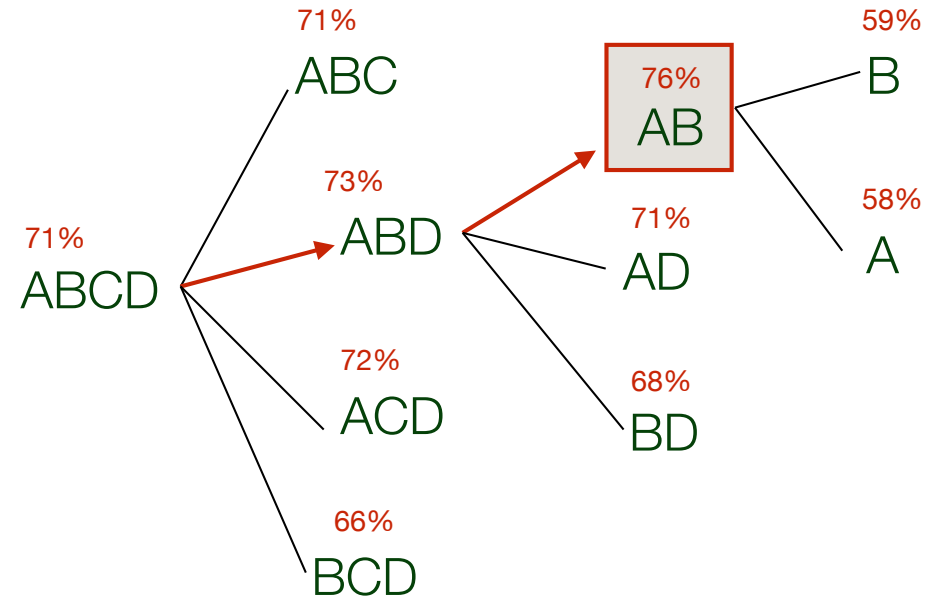 71%
ABCD
71%
ABC
73%
ABD
72%
ACD
66%
BCD
76%
AB
71%
AD
68%
BD
59%
B
58%
A